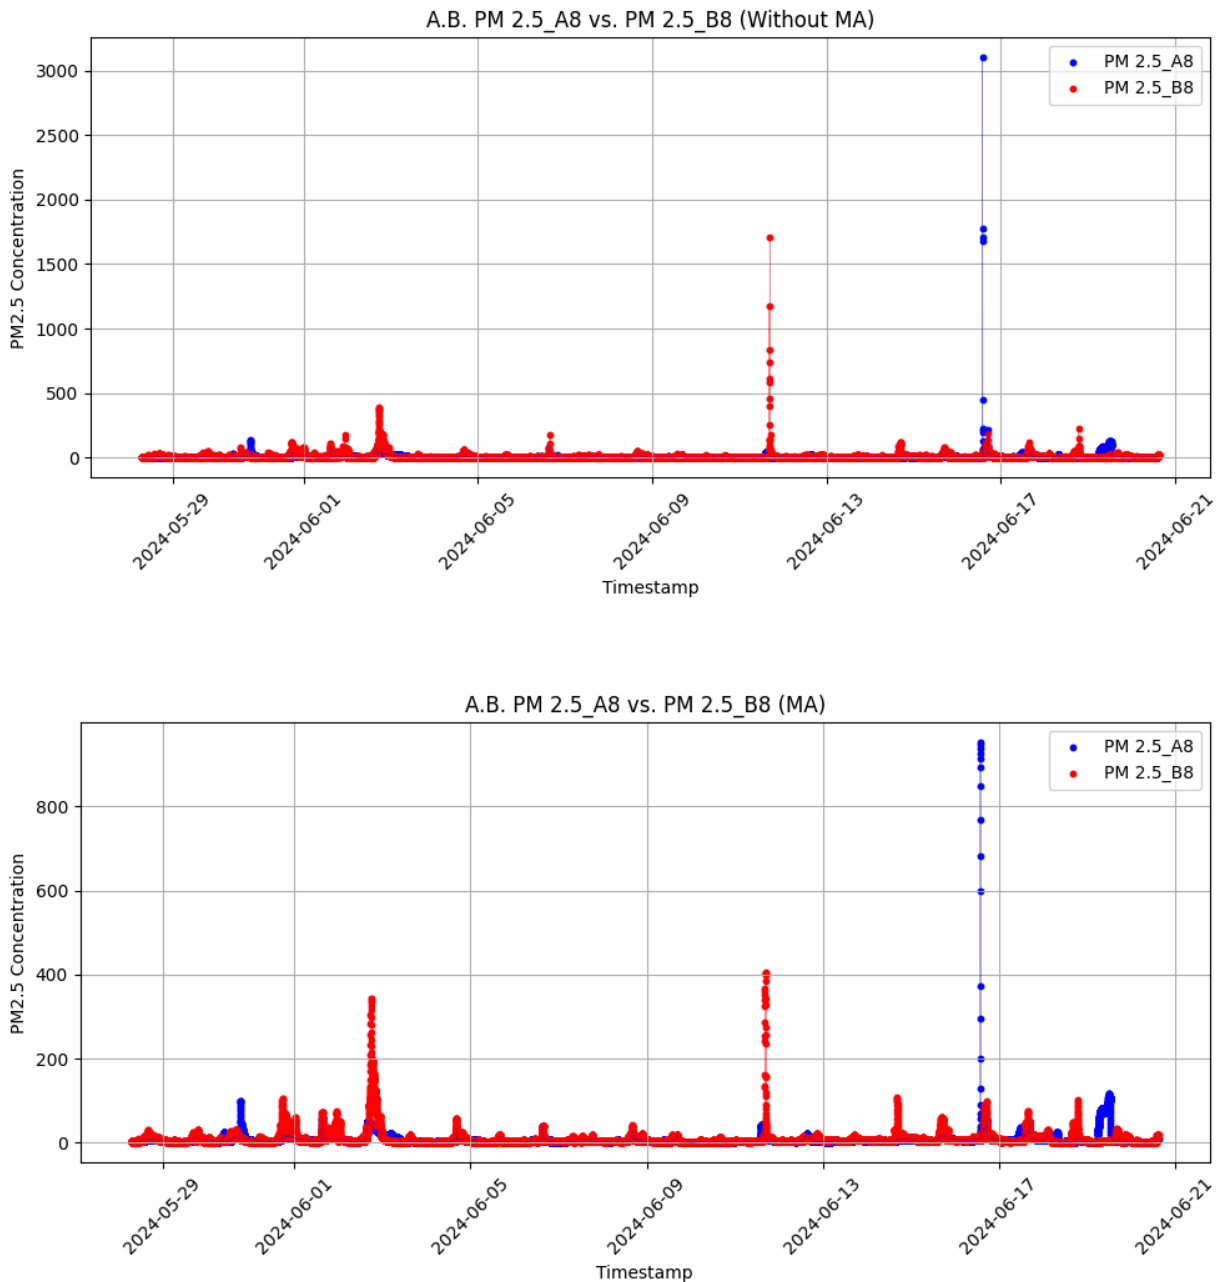 A.B. PM 2.5_A8 vs. PM 2.5_B8 (Without MA)
PM 2.5_A8
PM 2.5_B8
PM2.5 Concentration
3000
2500
2000
1500
1000
500
0
2024-05-29
2024-06-01
2024-06-05
2024-06-09
2024-06-13
2024-06-17
2024-06-21
Timestamp
A.B. PM 2.5_A8 vs. PM 2.5_B8 (MA)
PM 2.5_A8
PM 2.5_B8
PM2.5 Concentration
800
600
400
200
0
2024-05-29
2024-06-01
2024-06-05
2024-06-09
2024-06-13
2024-06-17
2024-06-21
Timestamp